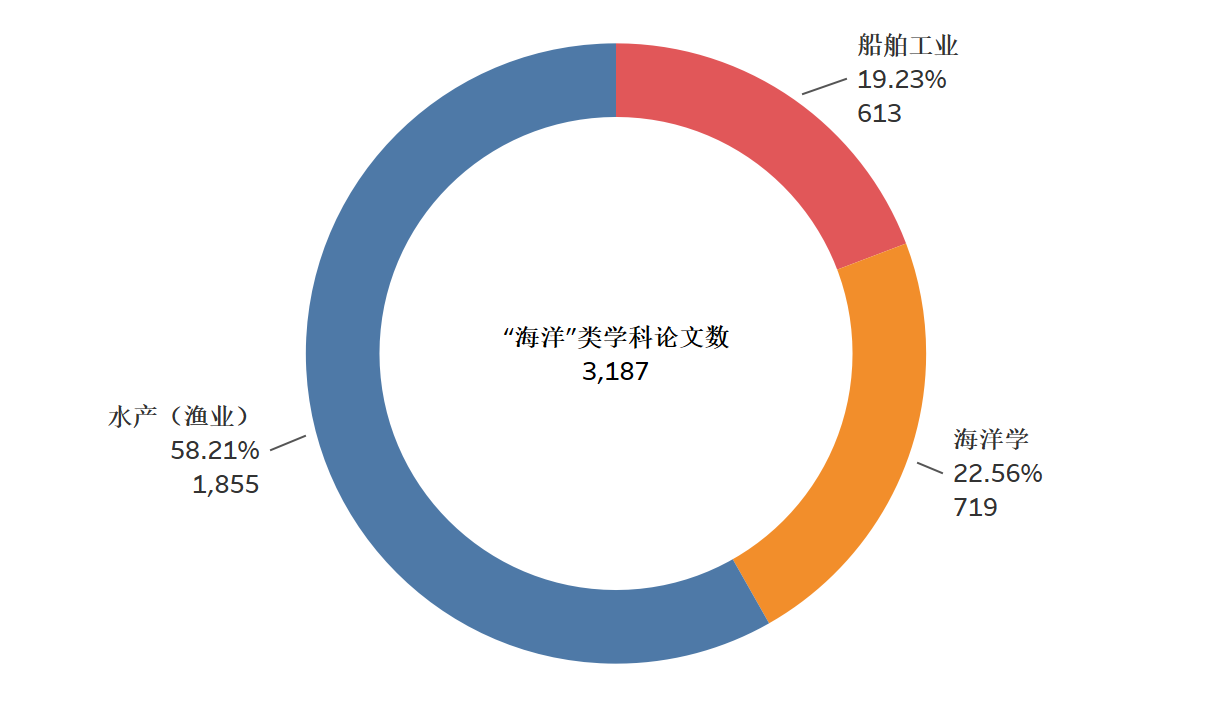 船舶工业
19.23%
613
“海洋”类学科论文数
3,187
水产（渔业）
58.21%
1,855
海洋学
22.56%
719